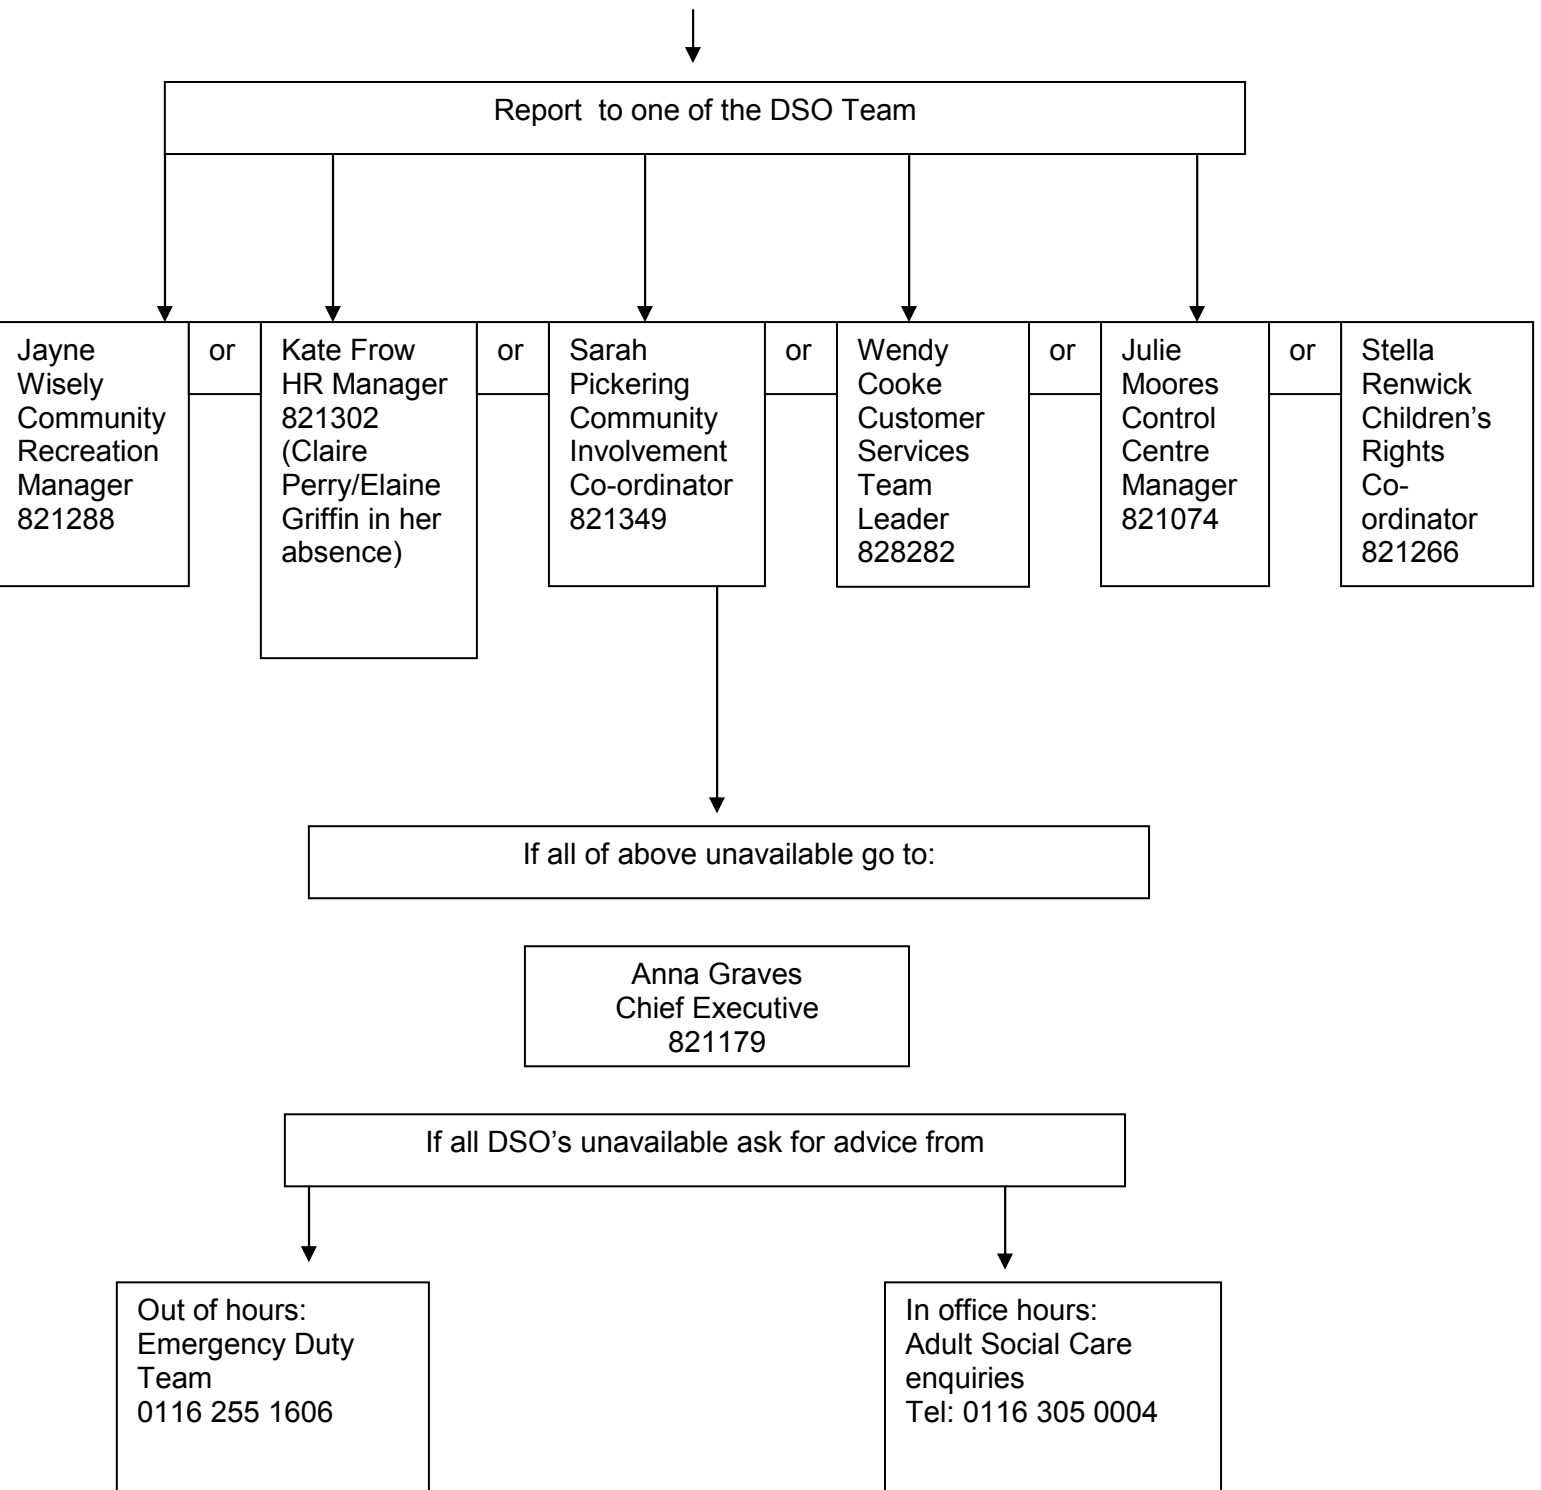 Report  to one of the DSO Team
Jayne
Wisely
Community
Recreation
Manager
821288
or
Kate Frow
HR Manager
821302
(Claire
Perry/Elaine
Griffin in her
absence)
or
Sarah
Pickering
Community
Involvement
Co-ordinator
821349
or
Wendy
Cooke
Customer
Services
Team
Leader
828282
or
Julie
Moores
Control
Centre
Manager
821074
or
Stella
Renwick
Children’s
Rights
Co-
ordinator
821266
If all of above unavailable go to:
Anna Graves
Chief Executive
821179
If all DSO’s unavailable ask for advice from
Out of hours:
Emergency Duty
Team
0116 255 1606
In office hours:
Adult Social Care
enquiries
Tel: 0116 305 0004